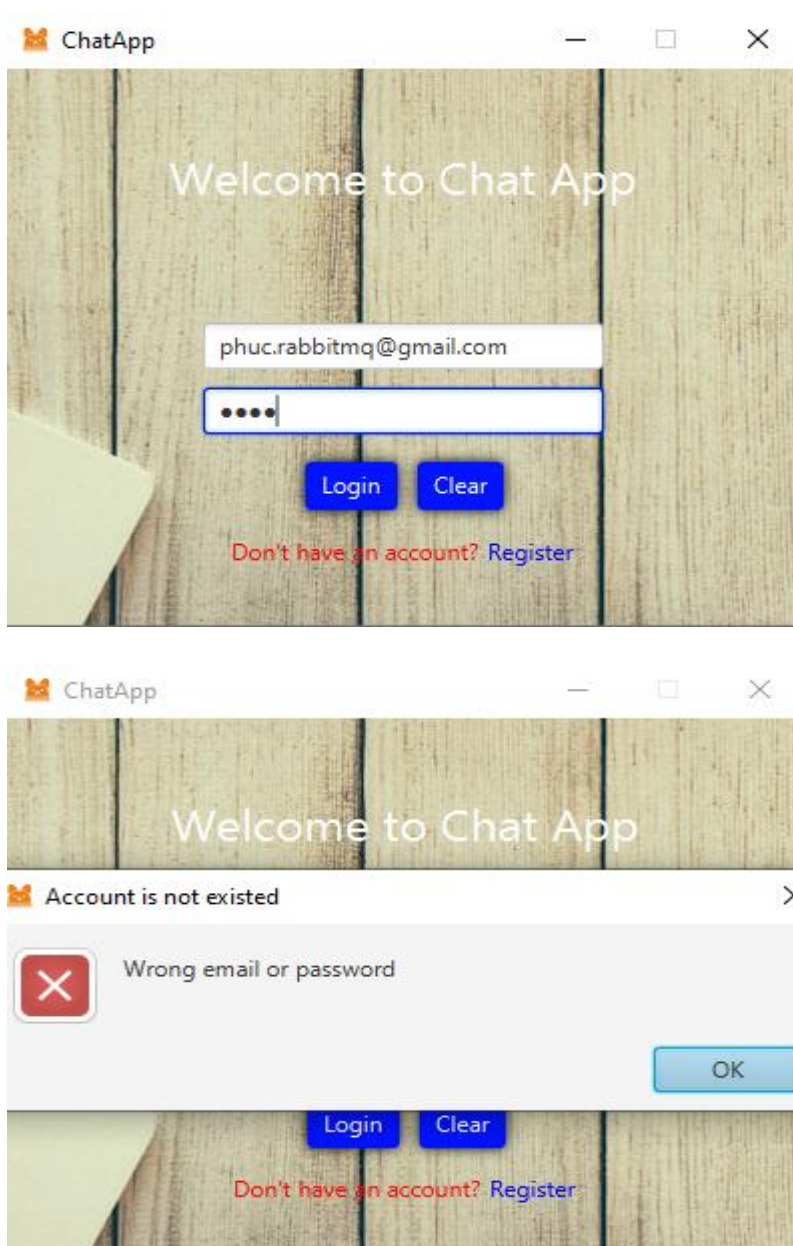 ChatApp
Welcome to Chat App
phuc.rabbitmq@gmail.com
••••
Login Clear
Don't have an account? Register
ChatApp
Welcome to Chat App
Account is not existed
Wrong email or password
OK
Login Clear
Don't have an account? Register